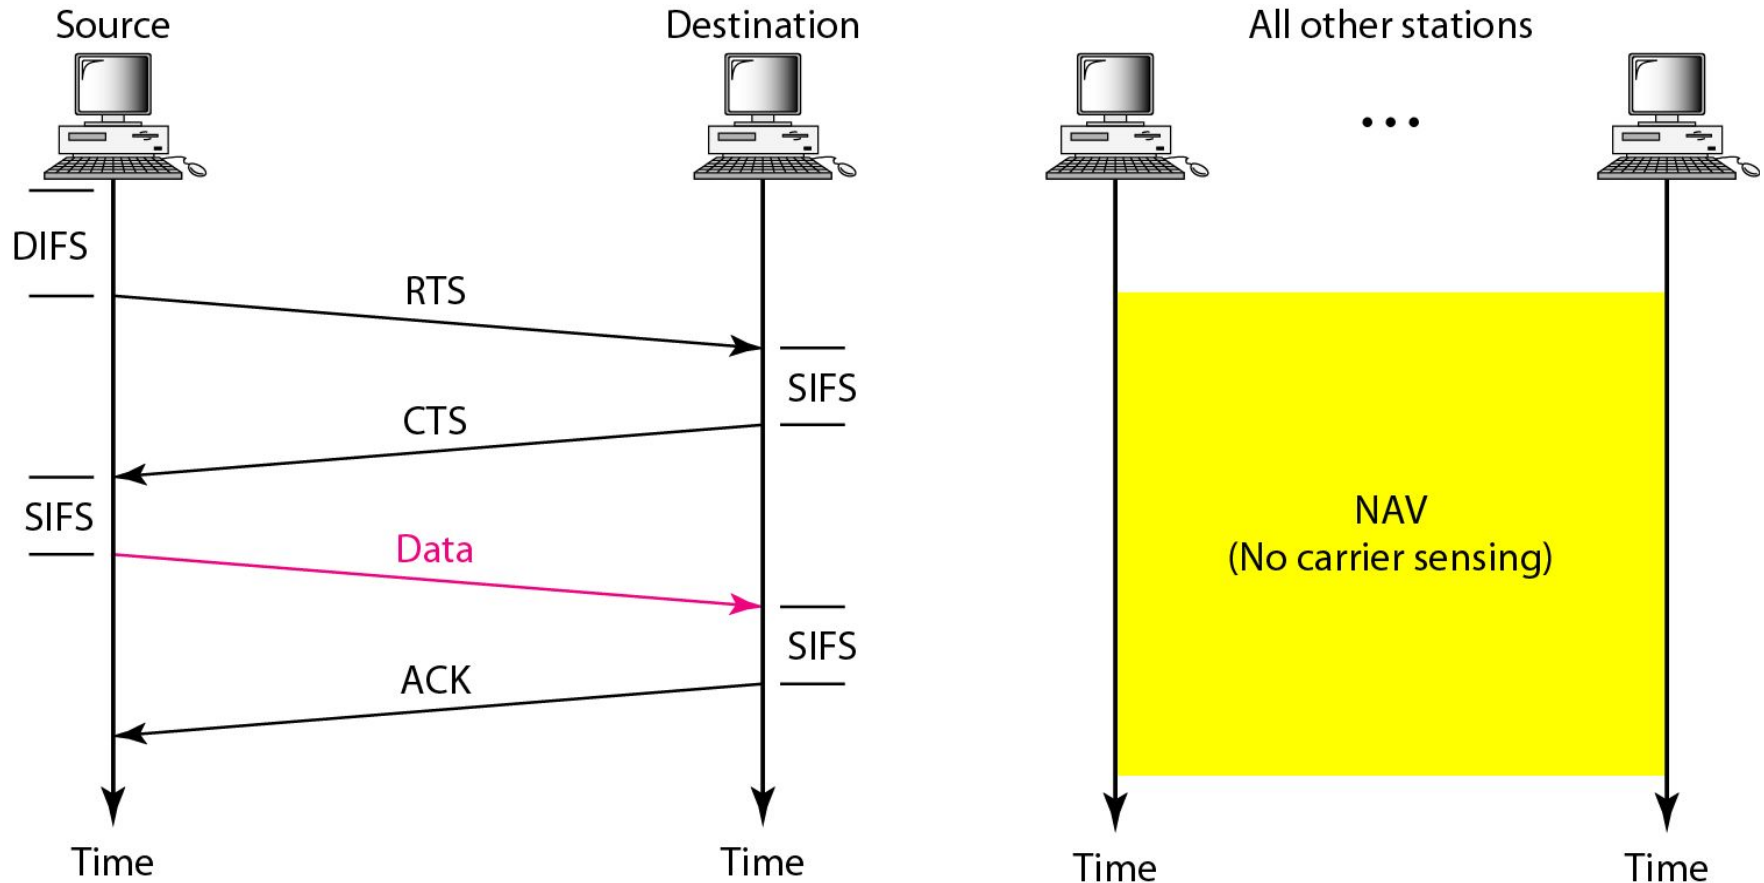 Source
Destination
All other stations
DIFS
RTS
SIFS
CTS
SIFS
Data
SIFS
ACK
NAV
(No carrier sensing)
Time
Time
Time
Time